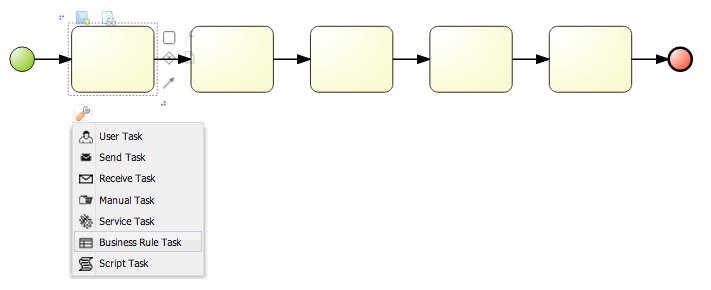 User Task
Send Task
Receive Task
Manual Task
Service Task
Business Rule Task
Script Task